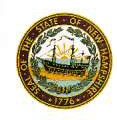 SEAL OF THE STATE OF NEW HAMPSHIRE
1776